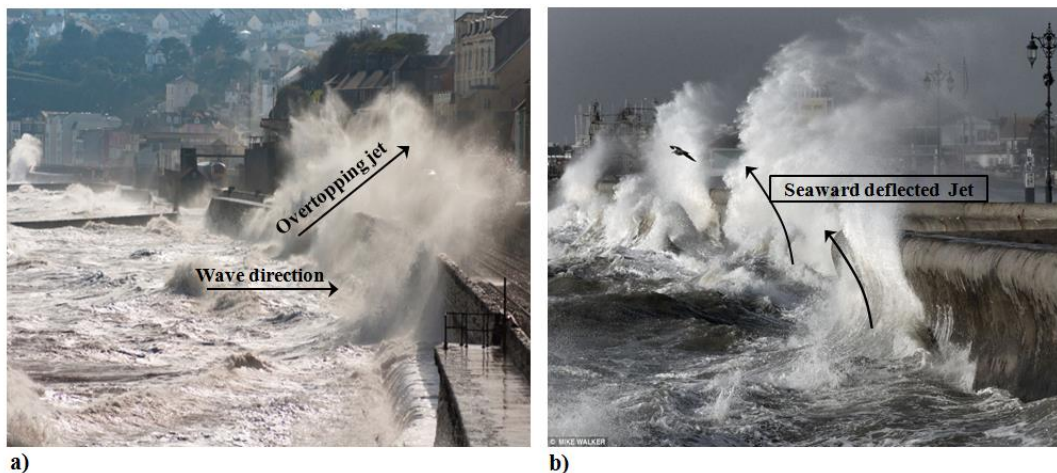 Overtopping jet
Wave direction
Seaward deflected Jet
© MIKE WALKER
a)
b)